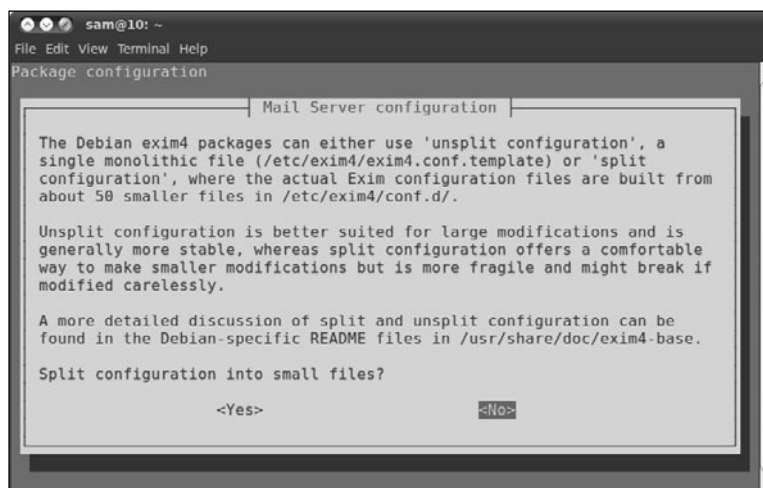 sam@10: ~
File Edit View Terminal Help
Package configuration
Mail Server configuration
The Debian exim4 packages can either use 'unsplit configuration', a
single monolithic file (/etc/exim4/exim4.conf.template) or 'split
configuration', where the actual Exim configuration files are built from
about 50 smaller files in /etc/exim4/conf.d/.
Unsplit configuration is better suited for large modifications and is
generally more stable, whereas split configuration offers a comfortable
way to make smaller modifications but is more fragile and might break if
modified carelessly.
A more detailed discussion of split and unsplit configuration can be
found in the Debian-specific README files in /usr/share/doc/exim4-base.
Split configuration into small files?
<Yes> <No>